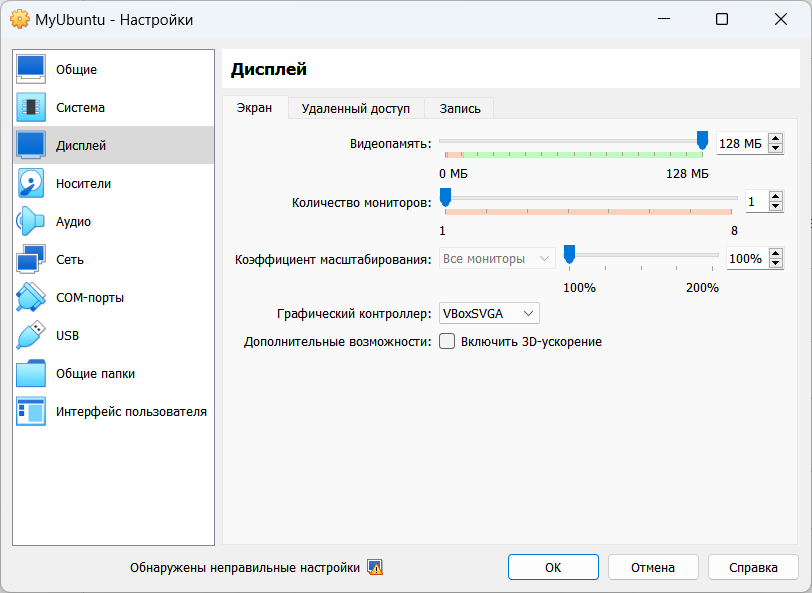 MyUbuntu - Настройки
Общие
Система
Дисплей
Носители
Аудио
Сеть
COM-порты
USB
Общие папки
Интерфейс пользователя
Дисплей
Экран Удаленный доступ Запись
Видеопамять: 128 МБ
0 МБ 128 МБ
Количество мониторов: 1
1 8
Коэффициент масштабирования: Все мониторы 100%
100% 200%
Графический контроллер: VBoxSVGA
Дополнительные возможности: Включить 3D-ускорение
Обнаружены неправильные настройки OK Отмена Справка